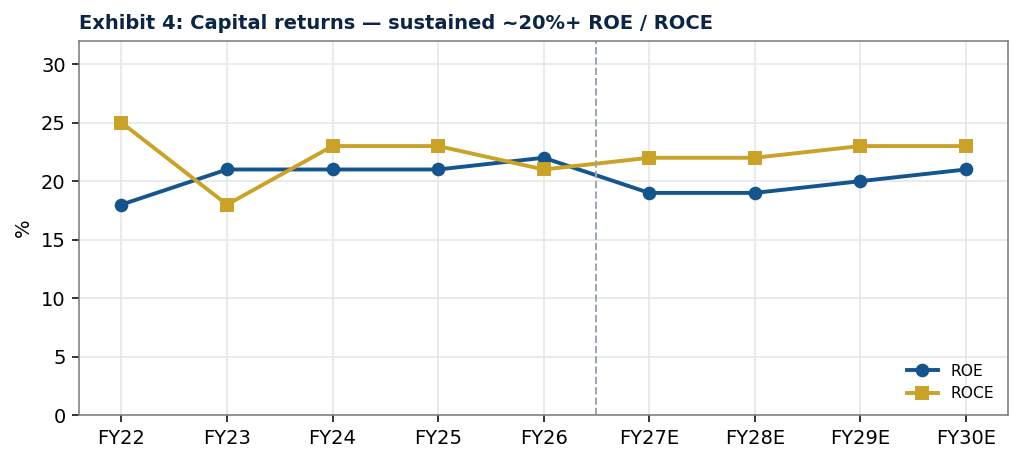 Exhibit 4: Capital returns — sustained ~20%+ ROE / ROCE
30
25
20
15
10
5
0
%
FY22 FY23 FY24 FY25 FY26 FY27E FY28E FY29E FY30E
ROE
ROCE